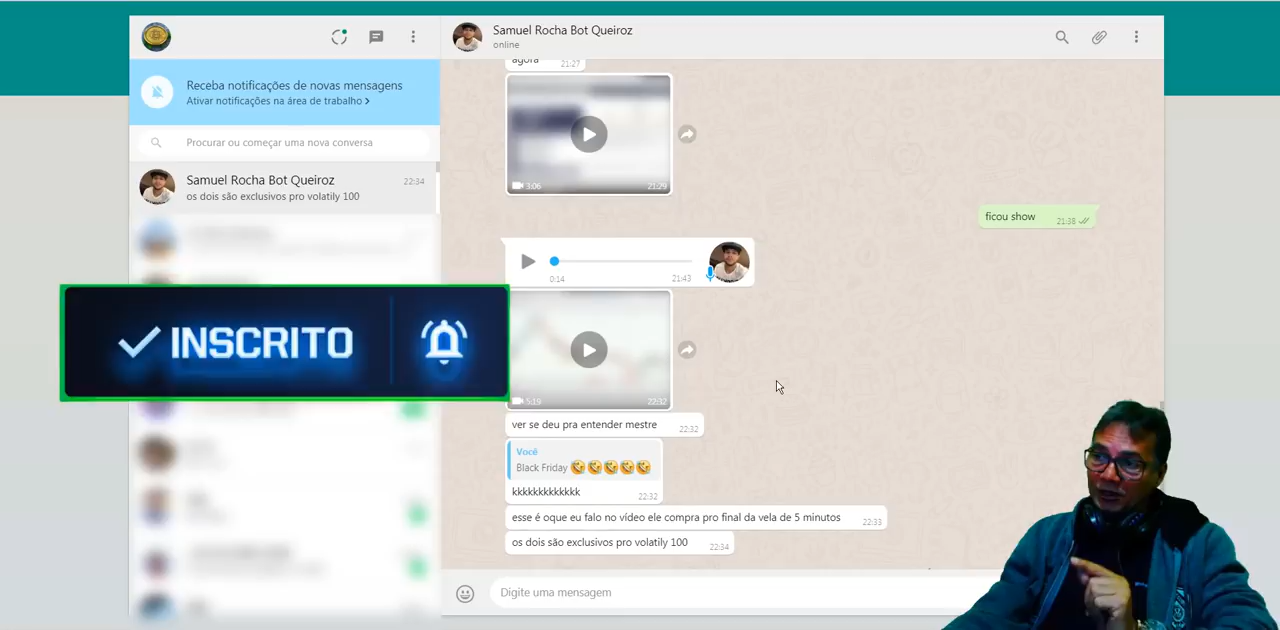 Receba notificações de novas mensagens
Ativar notificações na área de trabalho >
Procurar ou começar uma nova conversa
Samuel Rocha Bot Queiroz
22:34
os dois são exclusivos pro volatily 100
INSCRITO
Samuel Rocha Bot Queiroz
online
agora
21:27
3:06
21:29
ficou show
21:38
0:14
21:43
5:19
22:32
ver se deu pra entender mestre
22:32
Você
Black Friday 🤣🤣🤣🤣🤣
kkkkkkkkkkkkk
22:32
esse é oque eu falo no vídeo ele compra pro final da vela de 5 minutos
22:33
os dois são exclusivos pro volatily 100
22:34
Digite uma mensagem